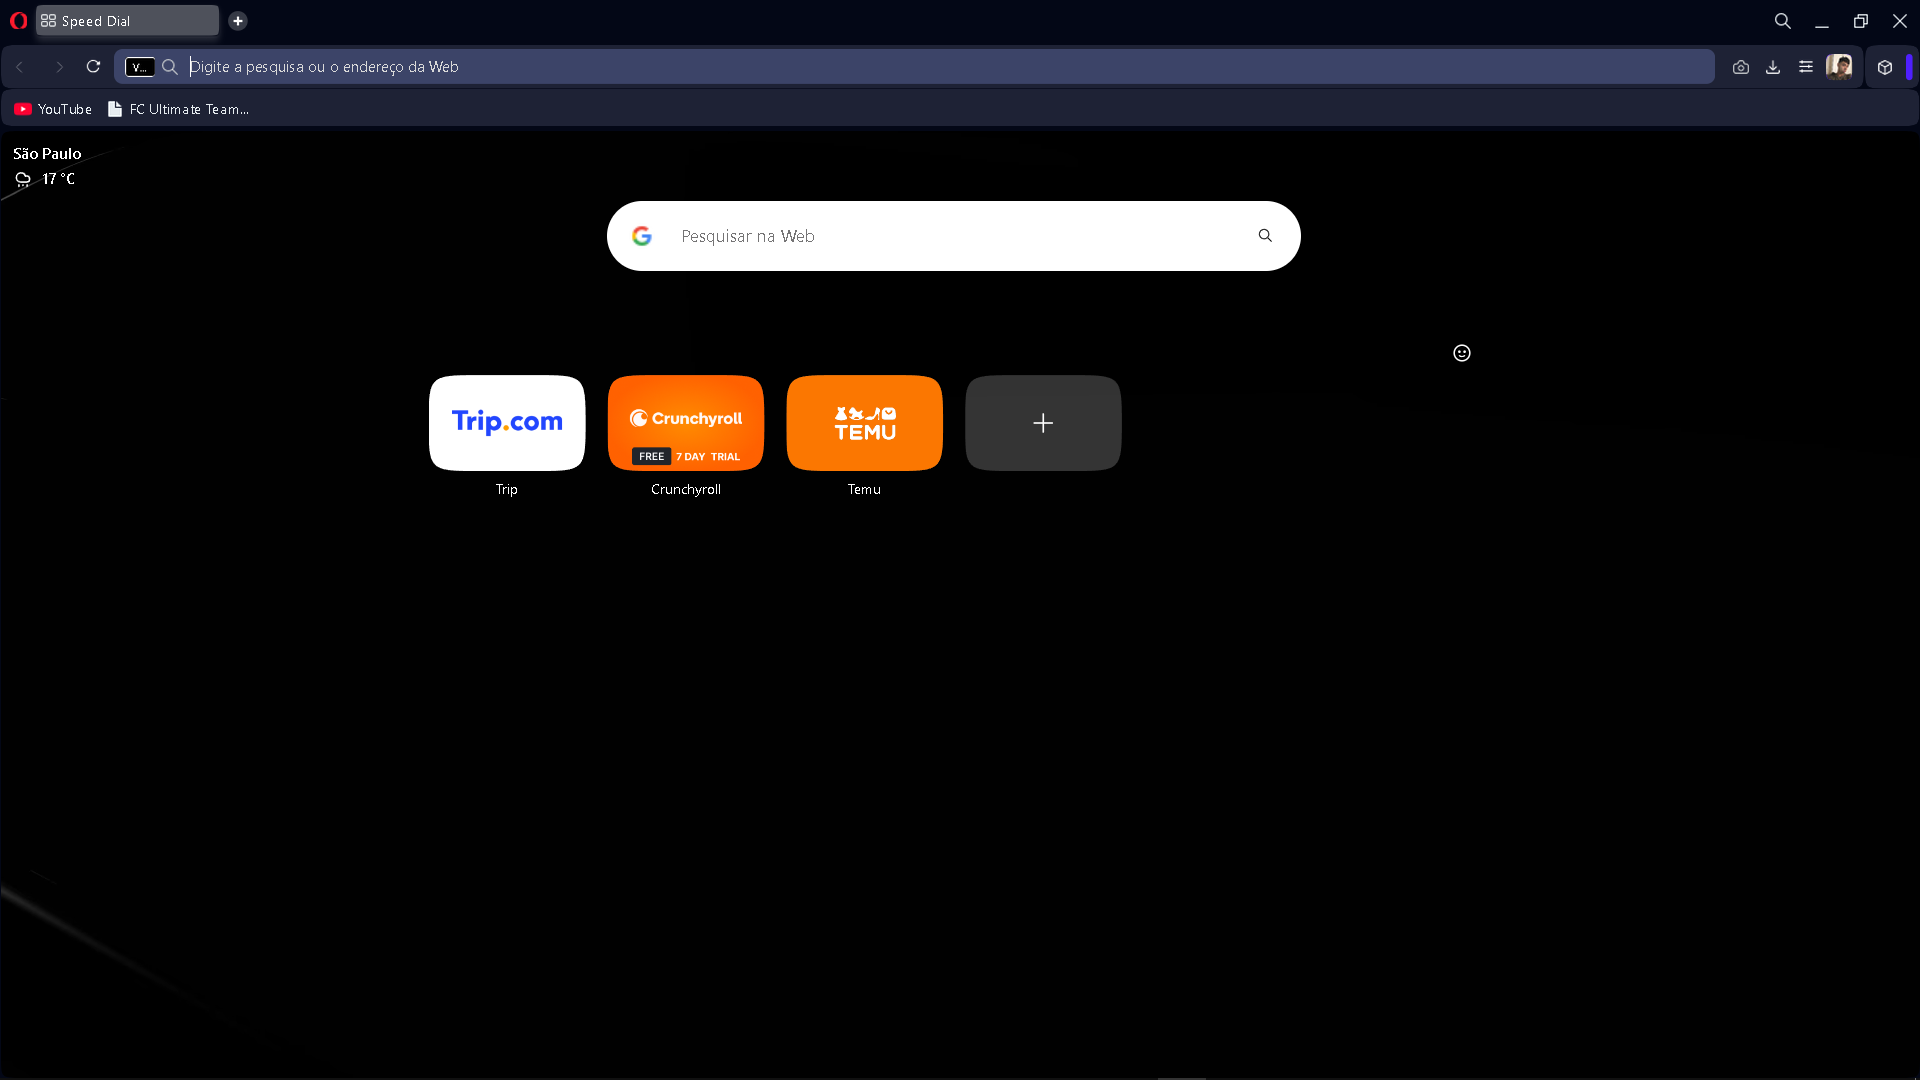 Speed Dial
V...
Digite a pesquisa ou o endereço da Web
YouTube
FC Ultimate Team...
São Paulo
17 °C
Pesquisar na Web
Trip.com
Crunchyroll
FREE 7 DAY TRIAL
TEMU
Trip
Crunchyroll
Temu